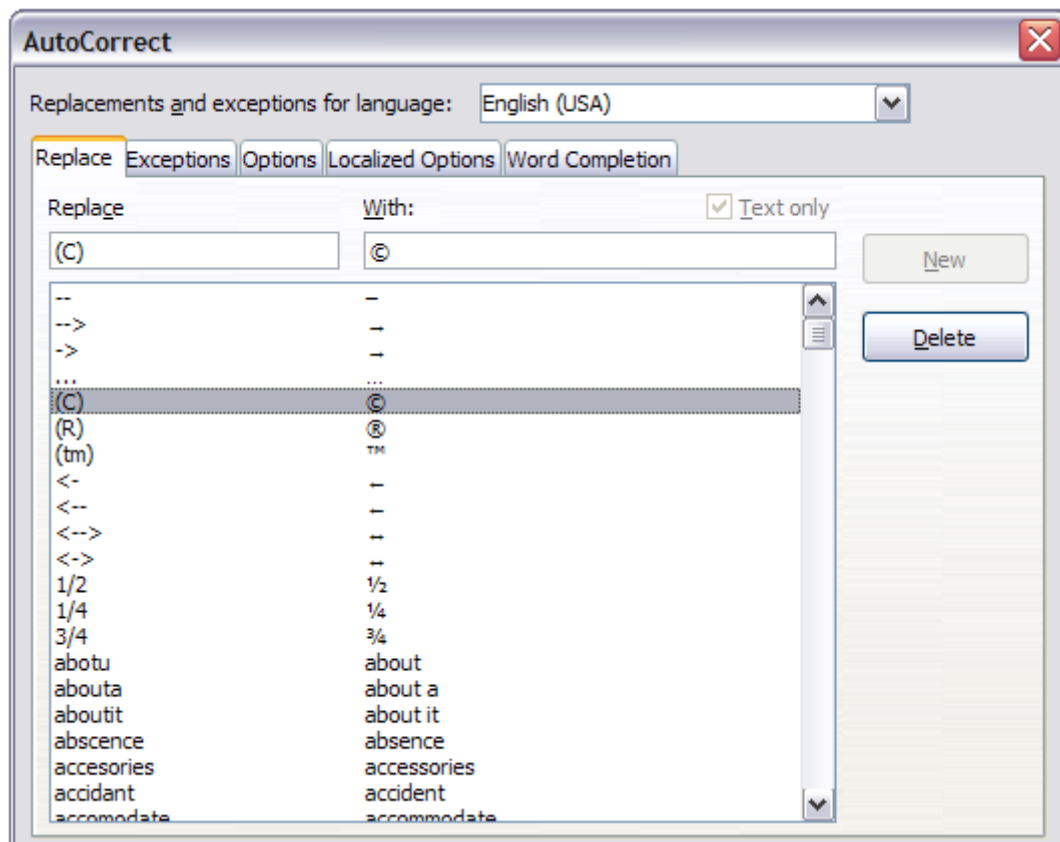 AutoCorrect
Replacements and exceptions for language: English (USA)
Replace Exceptions Options Localized Options Word Completion
Replace With: Text only
(C) © New
-- –
--> → Delete
-> →
... ...
(C) ©
(R) ®
(tm) ™
<- ←
<-- ←
<--> ↔
<-> ↔
1/2 ½
1/4 ¼
3/4 ¾
abotu about
abouta about a
aboutit about it
abscence absence
accesories accessories
accidant accident
accomodate accommodate